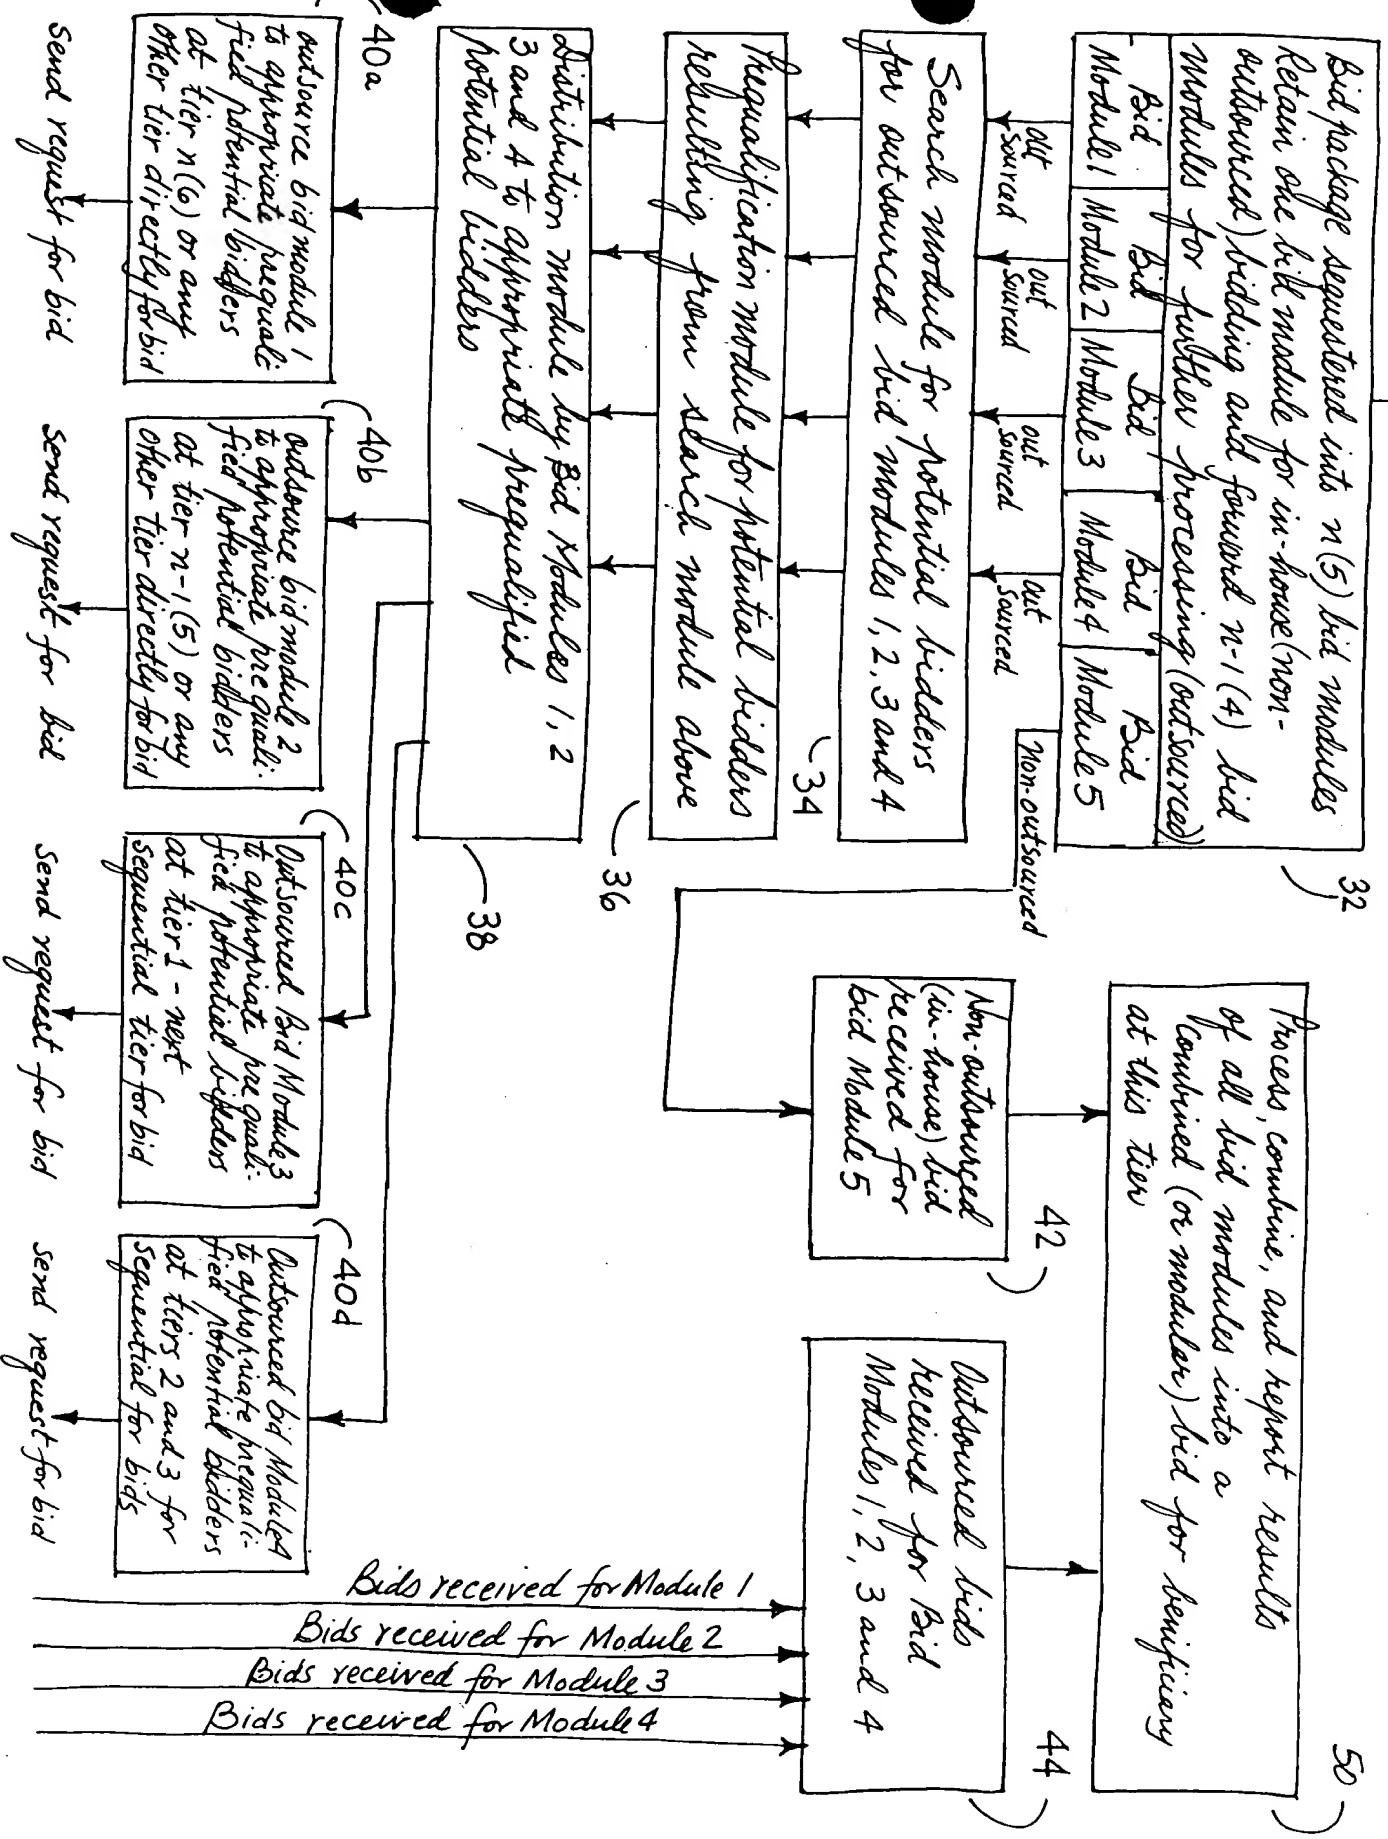 Bid package sequestered into n(5) bid modules
Retain one bid module for in-house (non-
outsourced) bidding and forward n-1(4) bid
modules for further processing (outsourced)
Bid
Module 1
Bid
Module 2
Bid
Module 3
Bid
Module 4
Bid
Module 5
32
out
sourced
out
sourced
out
sourced
out
sourced
Non-outsourced
Search module for potential bidders
for outsourced bid modules 1, 2, 3 and 4
34
Prequalification module for potential bidders
resulting from search module above
36
Distribution module by Bid Modules 1, 2
3 and 4 to appropriate prequalified
potential bidders
38
40a
outsource bid module 1
to appropriate prequali-
fied potential bidders
at tier n(6) or any
other tier directly for bid
Send request for bid
40b
outsource bid module 2
to appropriate prequali-
fied potential bidders
at tier n-1(5) or any
other tier directly for bid
Send request for bid
40c
Outsourced Bid Module 3
to appropriate prequali-
fied potential bidders
at tier 1 - next
sequential tier for bid
Send request for bid
40d
Outsourced bid Module 4
to appropriate prequali-
fied potential bidders
at tiers 2 and 3 for
sequential for bids
Send request for bid
Process, combine, and report results
of all bid modules into a
combined (or modular) bid for benificiary
at this tier
50
Non-outsourced
(in-house) bid
received for
bid Module 5
42
Outsourced bids
received for Bid
Modules 1, 2, 3 and 4
44
Bids received for Module 1
Bids received for Module 2
Bids received for Module 3
Bids received for Module 4